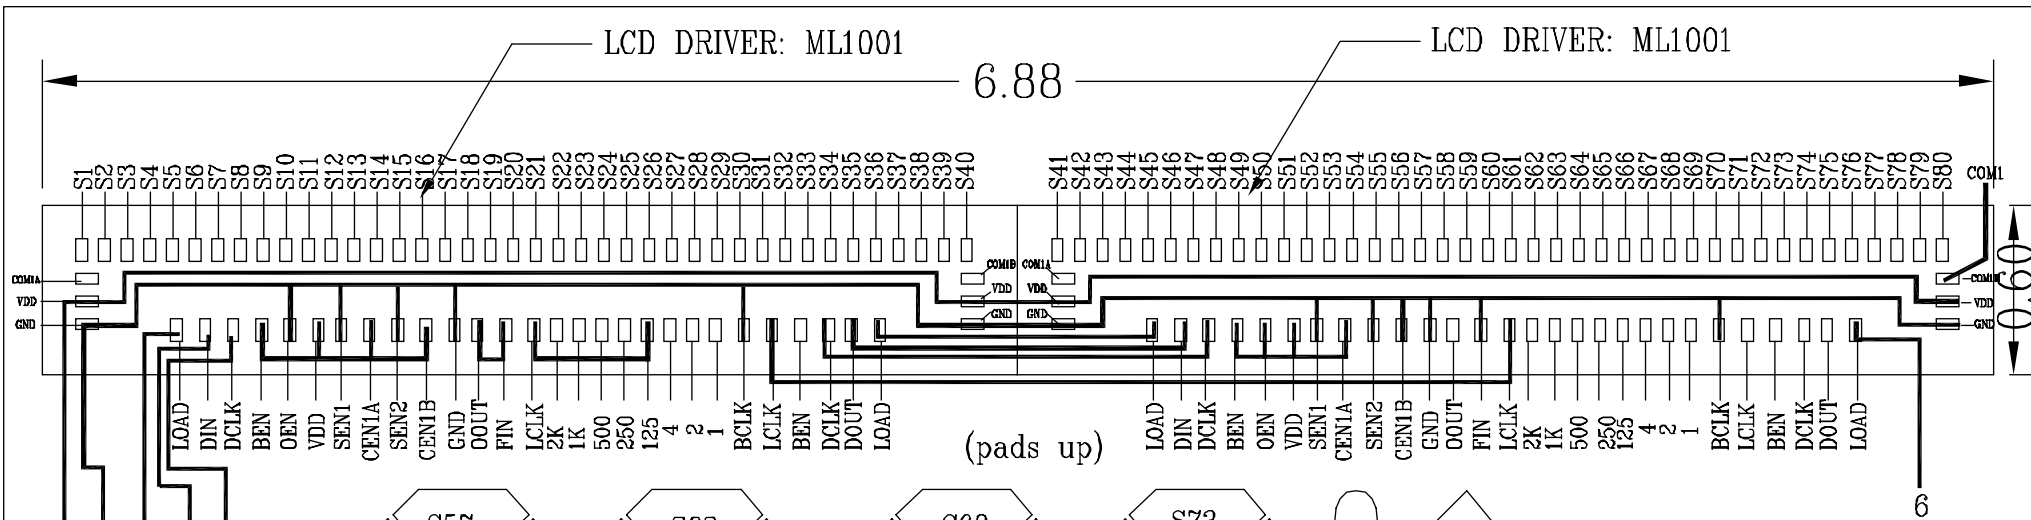 LCD DRIVER: ML1001 LCD DRIVER: ML1001
6.88
S1 S2 S3 S4 S5 S6 S7 S8 S9 S10 S11 S12 S13 S14 S15 S16 S17 S18 S19 S20 S21 S22 S23 S24 S25 S26 S27 S28 S29 S30 S31 S32 S33 S34 S35 S36 S37 S38 S39 S40 S41 S42 S43 S44 S45 S46 S47 S48 S49 S50 S51 S52 S53 S54 S55 S56 S57 S58 S59 S60 S61 S62 S63 S64 S65 S66 S67 S68 S69 S70 S71 S72 S73 S74 S75 S76 S77 S78 S79 S80
COM1
COM1A COM1B COM1A
VDD VDD VDD VDD
GND GND GND GND
0.60
LOAD DIN DCLK BEN OEN VDD SEN1 CEN1A SEN2 CEN1B GND OOUT FIN LCLK 2K 1K 500 250 125 4 2 1 BCLK LCLK BEN DCLK DOUT LOAD
LOAD DIN DCLK BEN OEN VDD SEN1 CEN1A SEN2 CEN1B GND OOUT FIN LCLK 2K 1K 500 250 125 4 2 1 BCLK LCLK BEN DCLK DOUT LOAD
(pads up)
6
S73